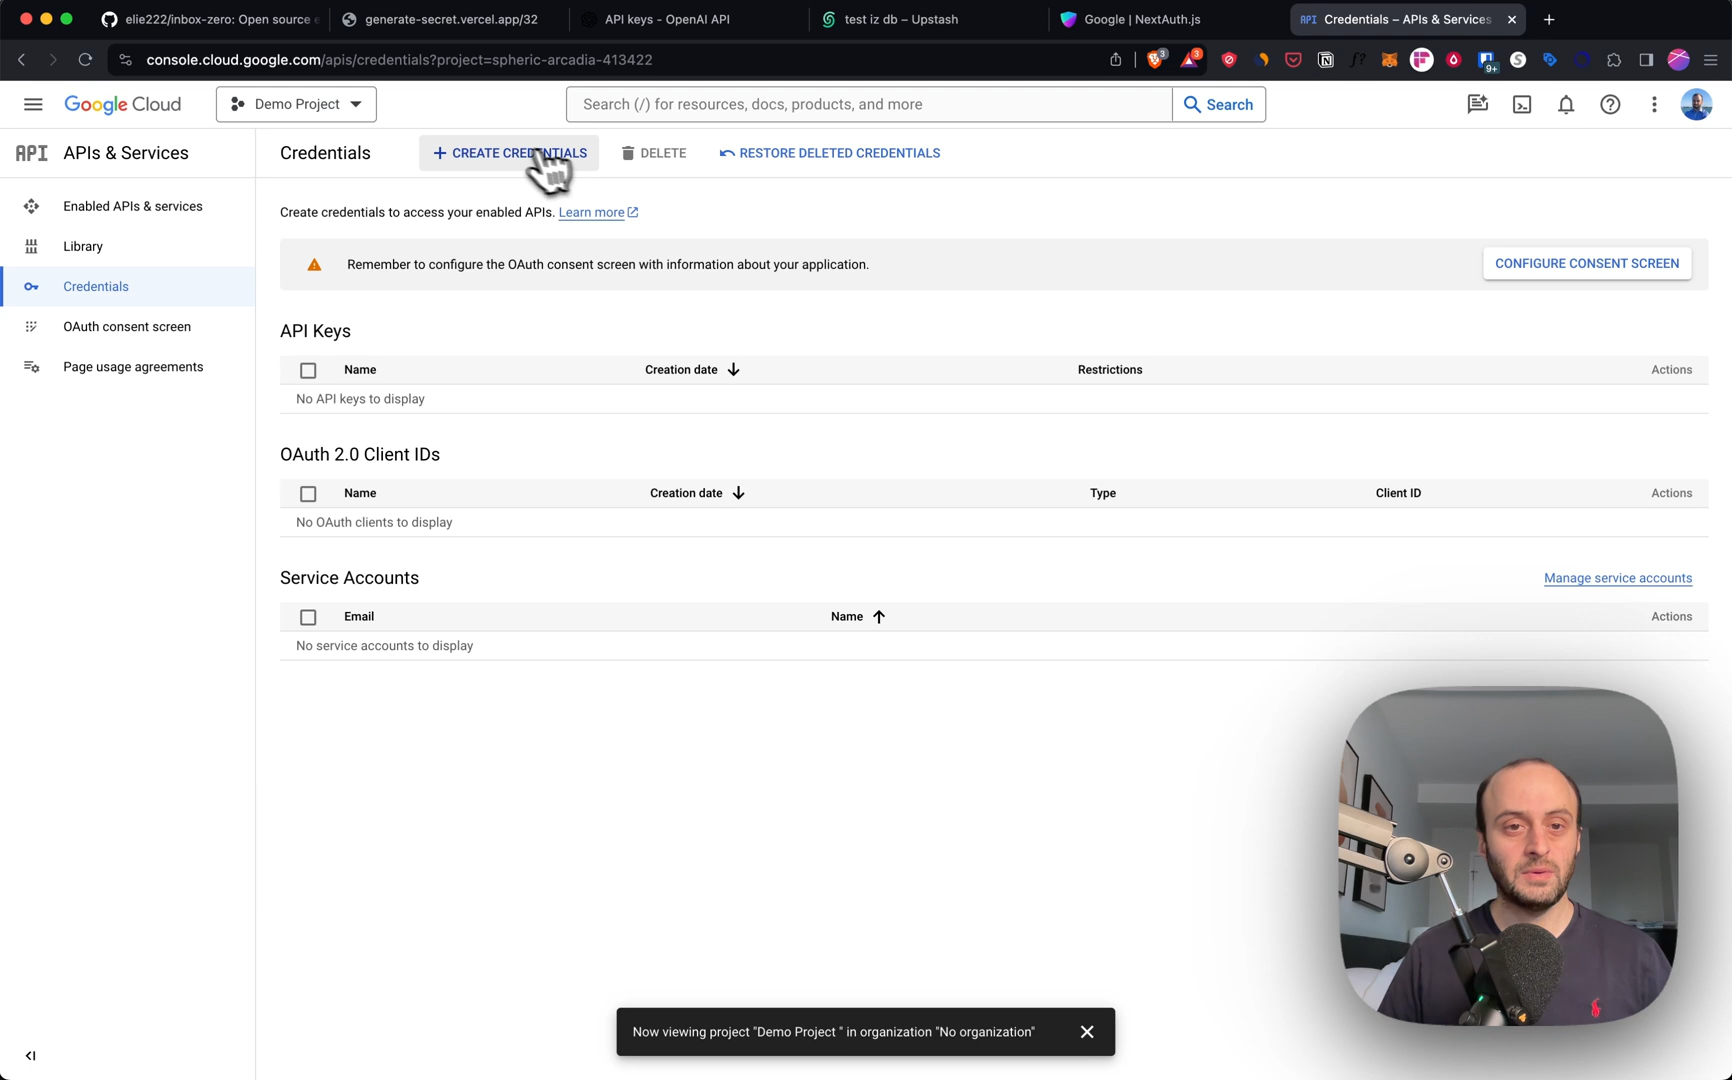 elie222/inbox-zero: Open source e
generate-secret.vercel.app/32
API keys - OpenAI API
test iz db – Upstash
Google | NextAuth.js
API Credentials – APIs & Services
console.cloud.google.com/apis/credentials?project=spheric-arcadia-413422
3
3
9+
Google Cloud
Demo Project
Search (/) for resources, docs, products, and more
Search
API APIs & Services
Credentials
+ CREATE CREDENTIALS
DELETE
RESTORE DELETED CREDENTIALS
Enabled APIs & services
Library
Credentials
OAuth consent screen
Page usage agreements
Create credentials to access your enabled APIs. Learn more
Remember to configure the OAuth consent screen with information about your application.
CONFIGURE CONSENT SCREEN
API Keys
Name Creation date Restrictions Actions
No API keys to display
OAuth 2.0 Client IDs
Name Creation date Type Client ID Actions
No OAuth clients to display
Service Accounts
Manage service accounts
Email Name Actions
No service accounts to display
Now viewing project "Demo Project " in organization "No organization"